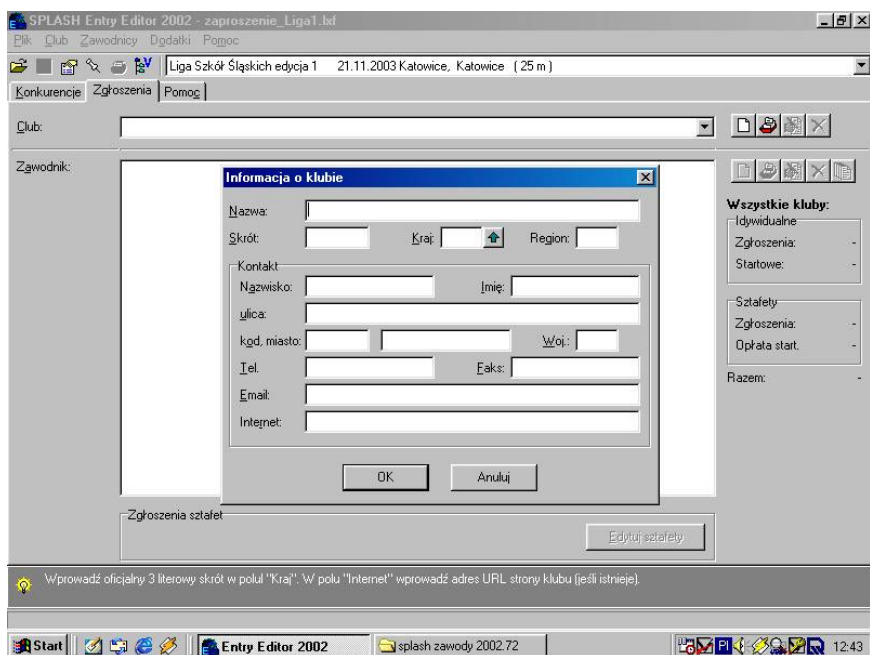 SPLASH Entry Editor 2002 - zaproszenie_Liga1.lxf
Plik Club Zawodnicy Dodatki Pomoc
Liga Szkół Śląskich edycja 1 21.11.2003 Katowice, Katowice ( 25 m )
Konkurencje Zgłoszenia Pomoc
Club:
Zawodnik:
Informacja o klubie
Nazwa:
Skrót: Kraj: Region:
Kontakt
Nazwisko: Imię:
ulica:
kod, miasto: Woj.:
Tel. Faks:
Email:
Internet:
OK Anuluj
Wszystkie kluby:
Idywidualne
Zgłoszenia: -
Startowe: -
Sztafety
Zgłoszenia: -
Opłata start. -
Razem: -
Zgłoszenia sztafet
Edytuj sztafety
Wprowadź oficjalny 3 literowy skrót w polul "Kraj". W polu "Internet" wprowadź adres URL strony klubu (jeśli istnieje).
Start Entry Editor 2002 splash zawody 2002.72 Pl 12:43